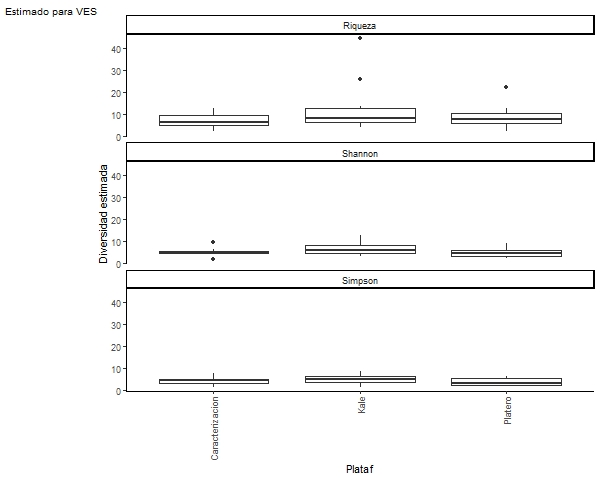 Estimado para VES
Riqueza
40
30
20
10
0
Shannon
40
30
20
10
0
Simpson
40
30
20
10
0
Diversidad estimada
Caracterizacion
Kale
Platero
Plataf